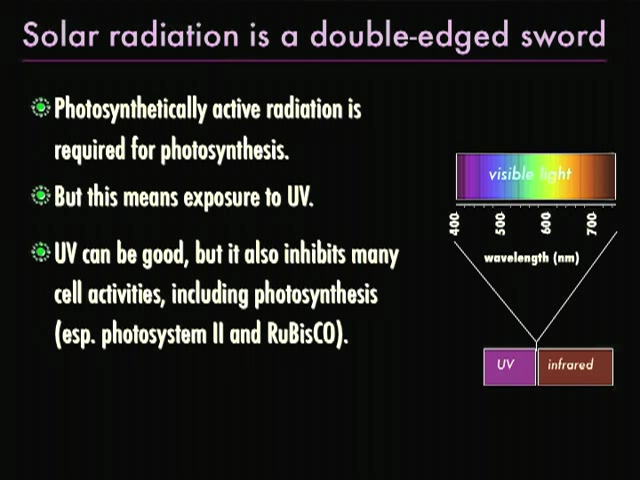 Solar radiation is a double-edged sword
Photosynthetically active radiation is
required for photosynthesis.
But this means exposure to UV.
UV can be good, but it also inhibits many
cell activities, including photosynthesis
(esp. photosystem II and RuBisCO).
visible light
400 500 600 700
wavelength (nm)
UV infrared